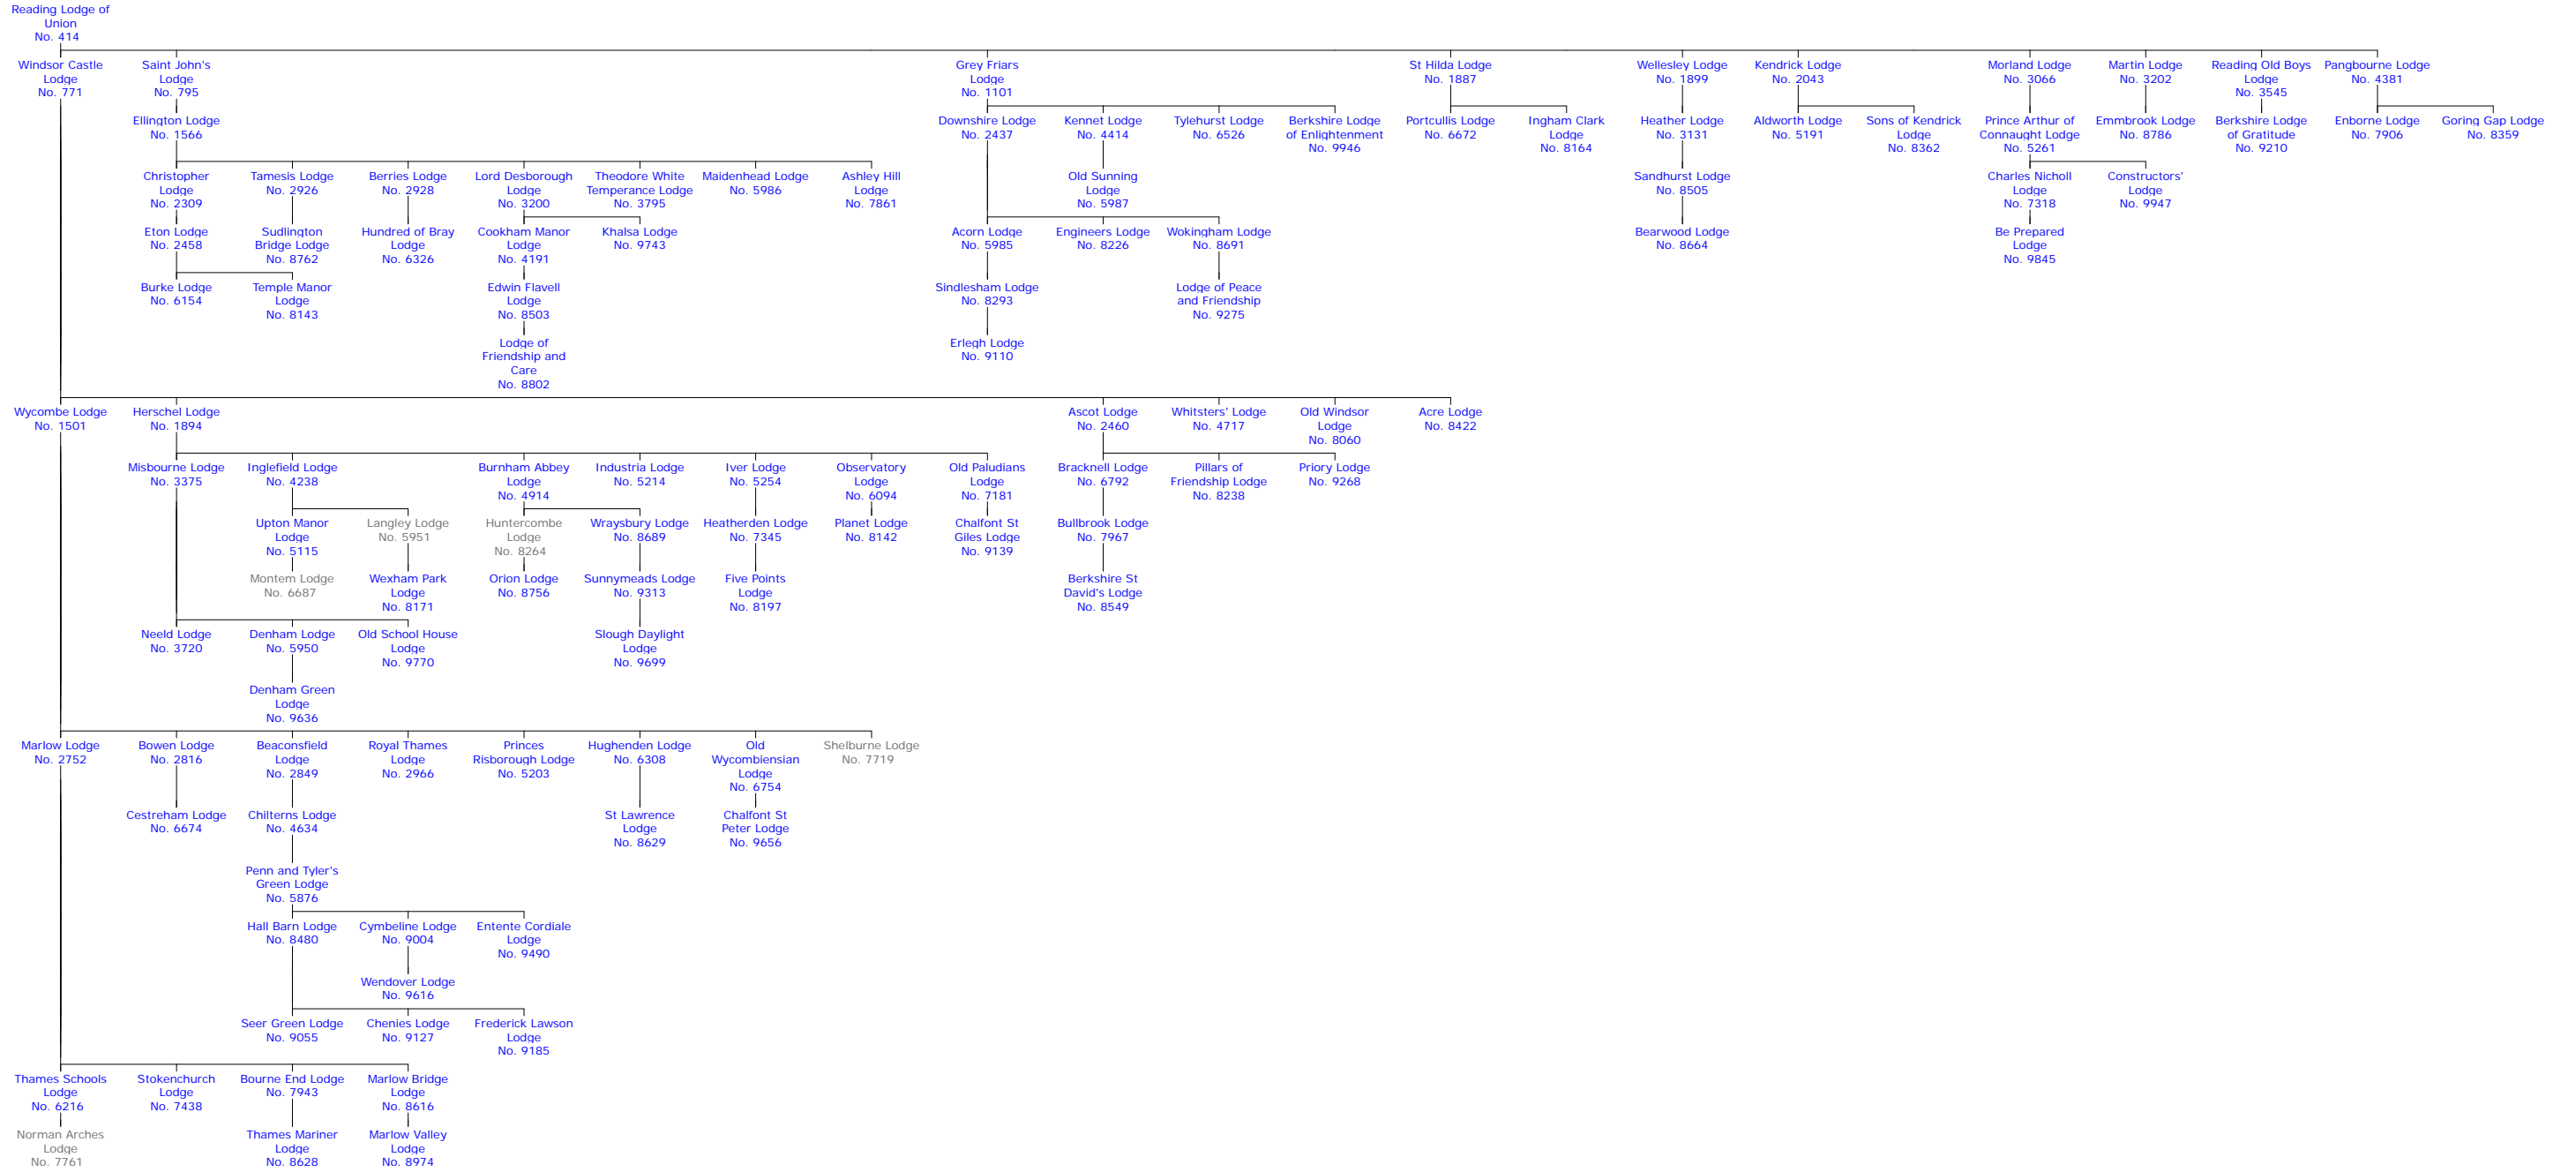 Reading Lodge of
Union
No. 414
Windsor Castle
Lodge
No. 771
Saint John's
Lodge
No. 795
Grey Friars
Lodge
No. 1101
St Hilda Lodge
No. 1887
Wellesley Lodge
No. 1899
Kendrick Lodge
No. 2043
Morland Lodge
No. 3066
Martin Lodge
No. 3202
Reading Old Boys
Lodge
No. 3545
Pangbourne Lodge
No. 4381
Ellington Lodge
No. 1566
Downshire Lodge
No. 2437
Kennet Lodge
No. 4414
Tylehurst Lodge
No. 6526
Berkshire Lodge
of Enlightenment
No. 9946
Portcullis Lodge
No. 6672
Ingham Clark
Lodge
No. 8164
Heather Lodge
No. 3131
Aldworth Lodge
No. 5191
Sons of Kendrick
Lodge
No. 8362
Prince Arthur of
Connaught Lodge
No. 5261
Emmbrook Lodge
No. 8786
Berkshire Lodge
of Gratitude
No. 9210
Enborne Lodge
No. 7906
Goring Gap Lodge
No. 8359
Christopher
Lodge
No. 2309
Tamesis Lodge
No. 2926
Berries Lodge
No. 2928
Lord Desborough
Lodge
No. 3200
Theodore White
Temperance Lodge
No. 3795
Maidenhead Lodge
No. 5986
Ashley Hill
Lodge
No. 7861
Old Sunning
Lodge
No. 5987
Sandhurst Lodge
No. 8505
Charles Nicholl
Lodge
No. 7318
Constructors'
Lodge
No. 9947
Eton Lodge
No. 2458
Sudlington
Bridge Lodge
No. 8762
Hundred of Bray
Lodge
No. 6326
Cookham Manor
Lodge
No. 4191
Khalsa Lodge
No. 9743
Acorn Lodge
No. 5985
Engineers Lodge
No. 8226
Wokingham Lodge
No. 8691
Bearwood Lodge
No. 8664
Be Prepared
Lodge
No. 9845
Burke Lodge
No. 6154
Temple Manor
Lodge
No. 8143
Edwin Flavell
Lodge
No. 8503
Sindlesham Lodge
No. 8293
Lodge of Peace
and Friendship
No. 9275
Lodge of
Friendship and
Care
No. 8802
Erlegh Lodge
No. 9110
Wycombe Lodge
No. 1501
Herschel Lodge
No. 1894
Ascot Lodge
No. 2460
Whitsters' Lodge
No. 4717
Old Windsor
Lodge
No. 8060
Acre Lodge
No. 8422
Misbourne Lodge
No. 3375
Inglefield Lodge
No. 4238
Burnham Abbey
Lodge
No. 4914
Industria Lodge
No. 5214
Iver Lodge
No. 5254
Observatory
Lodge
No. 6094
Old Paludians
Lodge
No. 7181
Bracknell Lodge
No. 6792
Pillars of
Friendship Lodge
No. 8238
Priory Lodge
No. 9268
Upton Manor
Lodge
No. 5115
Langley Lodge
No. 5951
Huntercombe
Lodge
No. 8264
Wraysbury Lodge
No. 8689
Heatherden Lodge
No. 7345
Planet Lodge
No. 8142
Chalfont St
Giles Lodge
No. 9139
Bullbrook Lodge
No. 7967
Montem Lodge
No. 6687
Wexham Park
Lodge
No. 8171
Orion Lodge
No. 8756
Sunnymeads Lodge
No. 9313
Five Points
Lodge
No. 8197
Berkshire St
David's Lodge
No. 8549
Neeld Lodge
No. 3720
Denham Lodge
No. 5950
Old School House
Lodge
No. 9770
Slough Daylight
Lodge
No. 9699
Denham Green
Lodge
No. 9636
Marlow Lodge
No. 2752
Bowen Lodge
No. 2816
Beaconsfield
Lodge
No. 2849
Royal Thames
Lodge
No. 2966
Princes
Risborough Lodge
No. 5203
Hughenden Lodge
No. 6308
Old
Wycombiensian
Lodge
No. 6754
Shelburne Lodge
No. 7719
Cestreham Lodge
No. 6674
Chilterns Lodge
No. 4634
St Lawrence
Lodge
No. 8629
Chalfont St
Peter Lodge
No. 9656
Penn and Tyler's
Green Lodge
No. 5876
Hall Barn Lodge
No. 8480
Cymbeline Lodge
No. 9004
Entente Cordiale
Lodge
No. 9490
Wendover Lodge
No. 9616
Seer Green Lodge
No. 9055
Chenies Lodge
No. 9127
Frederick Lawson
Lodge
No. 9185
Thames Schools
Lodge
No. 6216
Stokenchurch
Lodge
No. 7438
Bourne End Lodge
No. 7943
Marlow Bridge
Lodge
No. 8616
Norman Arches
Lodge
No. 7761
Thames Mariner
Lodge
No. 8628
Marlow Valley
Lodge
No. 8974